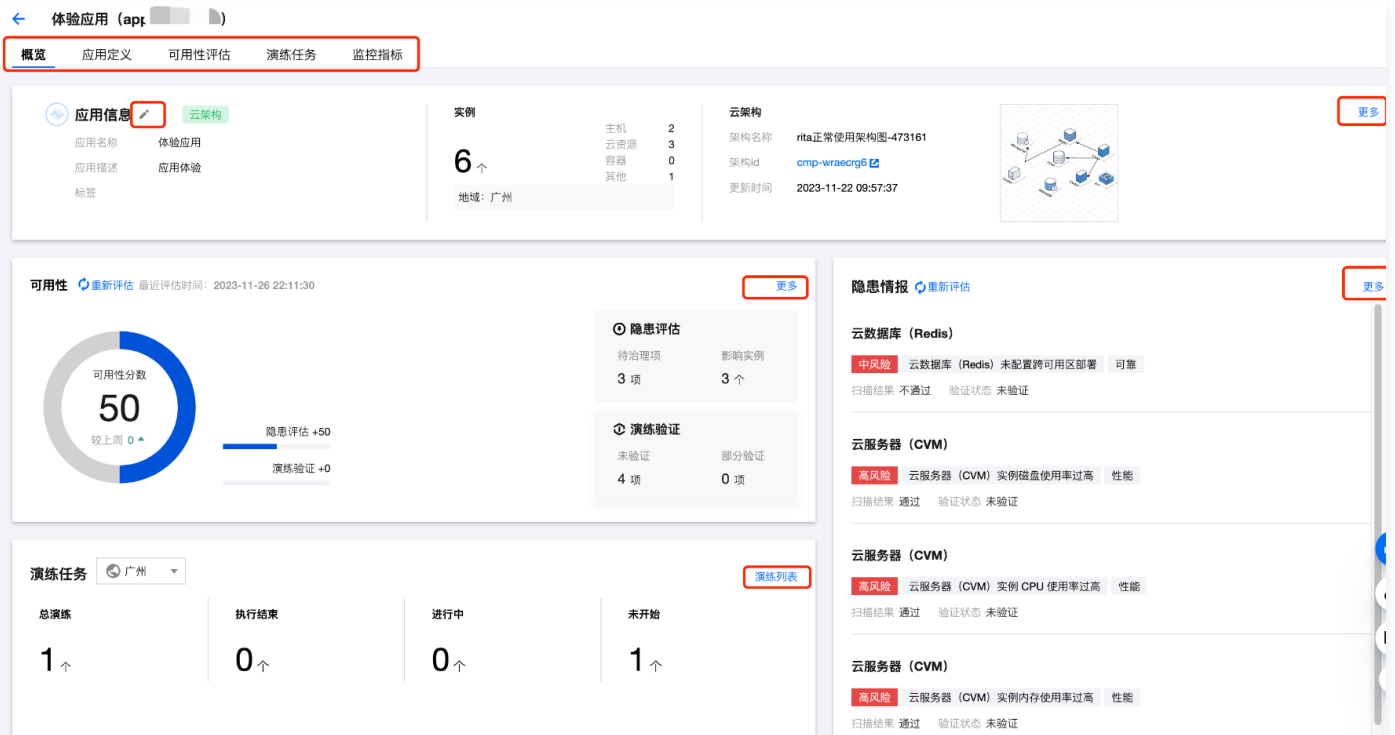 体验应用（app )
概览 应用定义 可用性评估 演练任务 监控指标
应用信息 云架构
应用名称 体验应用
应用描述 应用体验
标签
实例
6 个
主机 2
云资源 3
容器 0
其他 1
地域：广州
云架构
架构名称 rita正常使用架构图-473161
架构id cmp-wraecrg6
更新时间 2023-11-22 09:57:37
更多
可用性 重新评估 最近评估时间：2023-11-26 22:11:30 更多
可用性分数
50
较上周 0
隐患评估 +50
演练验证 +0
隐患评估
待治理项 影响实例
3 项 3 个
演练验证
未验证 部分验证
4 项 0 项
演练任务 广州 演练列表
总演练 执行结束 进行中 未开始
1 个 0 个 0 个 1 个
隐患情报 重新评估 更多
云数据库（Redis）
中风险 云数据库（Redis）未配置跨可用区部署 可靠
扫描结果 不通过 验证状态 未验证
云服务器（CVM）
高风险 云服务器（CVM）实例磁盘使用率过高 性能
扫描结果 通过 验证状态 未验证
云服务器（CVM）
高风险 云服务器（CVM）实例 CPU 使用率过高 性能
扫描结果 通过 验证状态 未验证
云服务器（CVM）
高风险 云服务器（CVM）实例内存使用率过高 性能
扫描结果 通过 验证状态 未验证